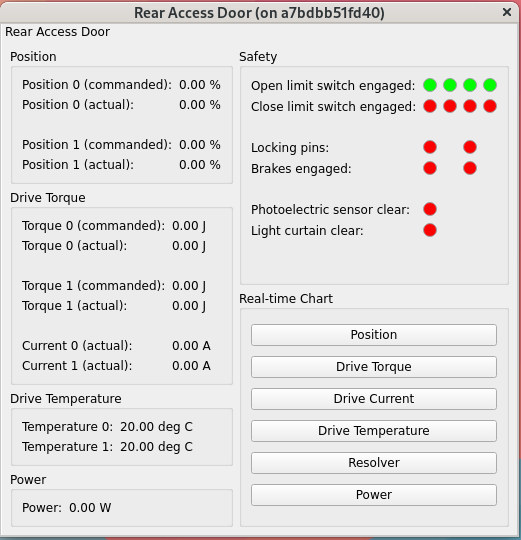 Rear Access Door (on a7bdbb51fd40)
Rear Access Door
Position
Position 0 (commanded): 0.00 %
Position 0 (actual): 0.00 %
Position 1 (commanded): 0.00 %
Position 1 (actual): 0.00 %
Drive Torque
Torque 0 (commanded): 0.00 J
Torque 0 (actual): 0.00 J
Torque 1 (commanded): 0.00 J
Torque 1 (actual): 0.00 J
Current 0 (actual): 0.00 A
Current 1 (actual): 0.00 A
Drive Temperature
Temperature 0: 20.00 deg C
Temperature 1: 20.00 deg C
Power
Power: 0.00 W
Safety
Open limit switch engaged:
Close limit switch engaged:
Locking pins:
Brakes engaged:
Photoelectric sensor clear:
Light curtain clear:
Real-time Chart
Position
Drive Torque
Drive Current
Drive Temperature
Resolver
Power